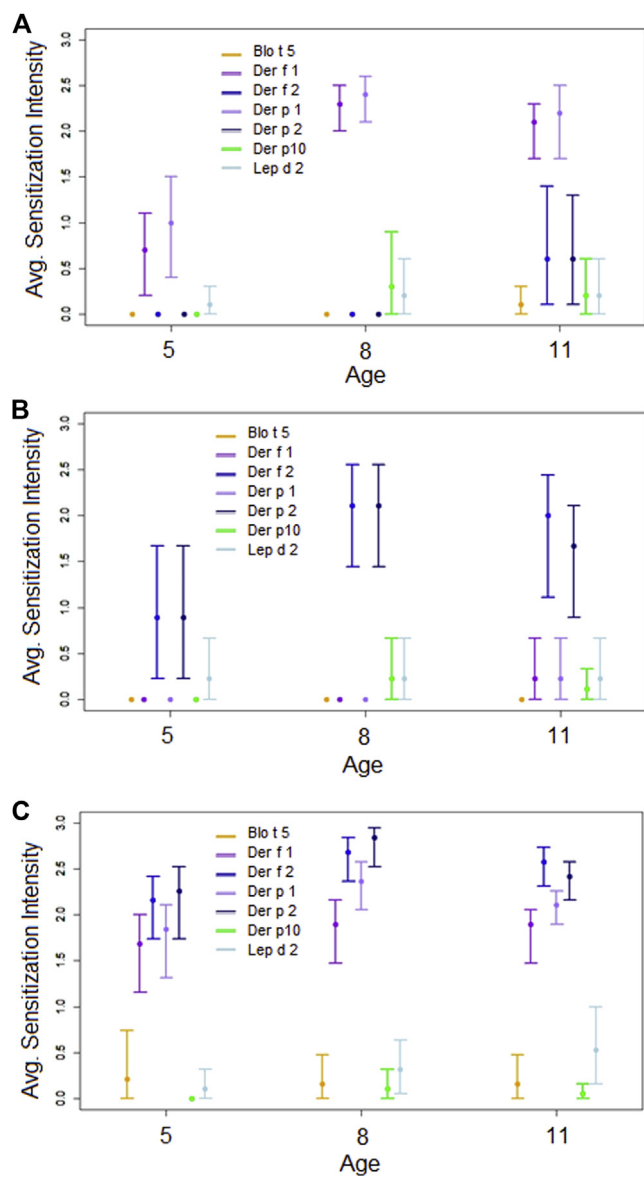 A
Avg. Sensitization Intensity
3.0
2.5
2.0
1.5
1.0
0.5
0.0
Blo t 5
Der f 1
Der f 2
Der p 1
Der p 2
Der p10
Lep d 2
5
8
11
Age
B
Avg. Sensitization Intensity
3.0
2.5
2.0
1.5
1.0
0.5
0.0
Blo t 5
Der f 1
Der f 2
Der p 1
Der p 2
Der p10
Lep d 2
5
8
11
Age
C
Avg. Sensitization Intensity
3.0
2.5
2.0
1.5
1.0
0.5
0.0
Blo t 5
Der f 1
Der f 2
Der p 1
Der p 2
Der p10
Lep d 2
5
8
11
Age